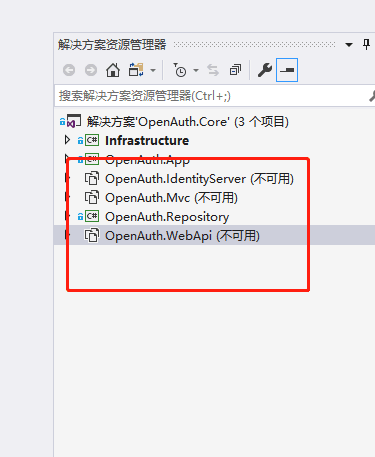 解决方案资源管理器
搜索解决方案资源管理器(Ctrl+;)
解决方案'OpenAuth.Core' (3 个项目)
C# Infrastructure
C# OpenAuth.App
OpenAuth.IdentityServer (不可用)
OpenAuth.Mvc (不可用)
C# OpenAuth.Repository
OpenAuth.WebApi (不可用)